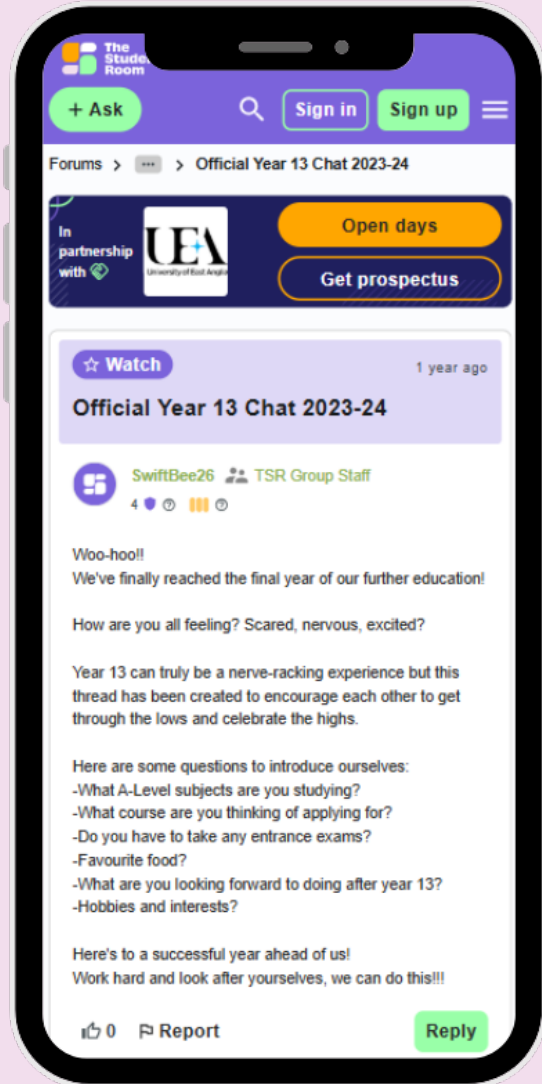 The
Stude
Room
+ Ask
Sign in
Sign up
Forums > ... > Official Year 13 Chat 2023-24
In
partnership
with
UEA
University of East Anglia
Open days
Get prospectus
Watch
1 year ago
Official Year 13 Chat 2023-24
SwiftBee26 TSR Group Staff
4
Woo-hoo!!
We've finally reached the final year of our further education!
How are you all feeling? Scared, nervous, excited?
Year 13 can truly be a nerve-racking experience but this
thread has been created to encourage each other to get
through the lows and celebrate the highs.
Here are some questions to introduce ourselves:
-What A-Level subjects are you studying?
-What course are you thinking of applying for?
-Do you have to take any entrance exams?
-Favourite food?
-What are you looking forward to doing after year 13?
-Hobbies and interests?
Here's to a successful year ahead of us!
Work hard and look after yourselves, we can do this!!!
0
Report
Reply